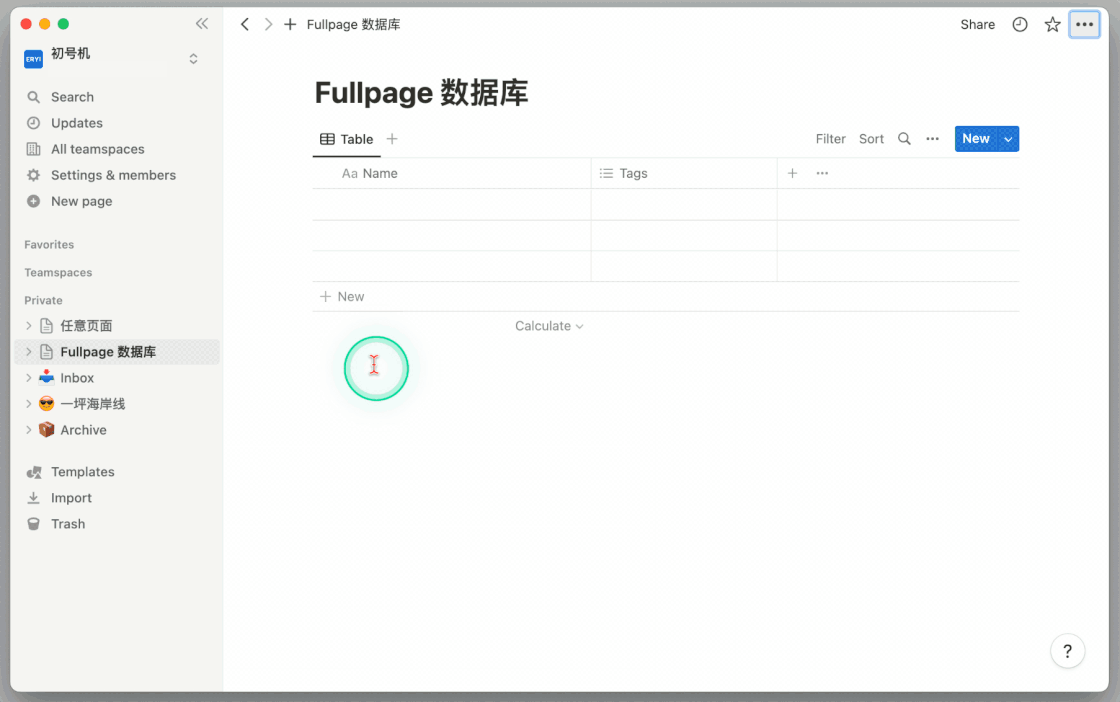 Fullpage 数据库
Share
ERYI
初号机
Search
Updates
All teamspaces
Settings & members
New page
Favorites
Teamspaces
Private
任意页面
Fullpage 数据库
Inbox
一坪海岸线
Archive
Templates
Import
Trash
Fullpage 数据库
Table
Filter Sort New
Aa Name Tags
New
Calculate
?